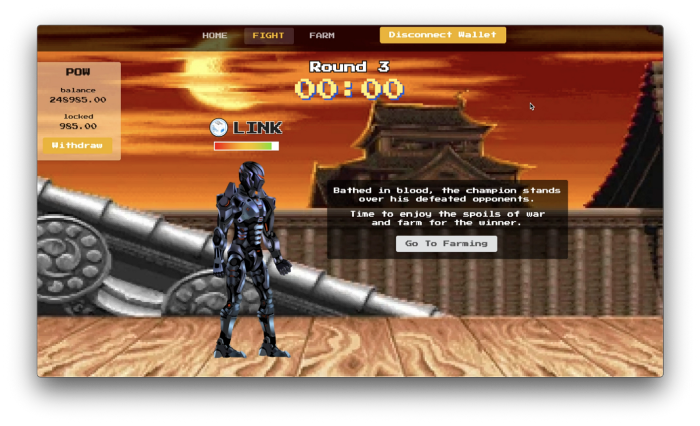 HOME
FIGHT
FARM
Disconnect Wallet
POW
balance
248985.00
locked
985.00
Withdraw
Round 3
00:00
LINK
Bathed in blood, the champion stands
over his defeated opponents.
Time to enjoy the spoils of war
and farm for the winner.
Go To Farming